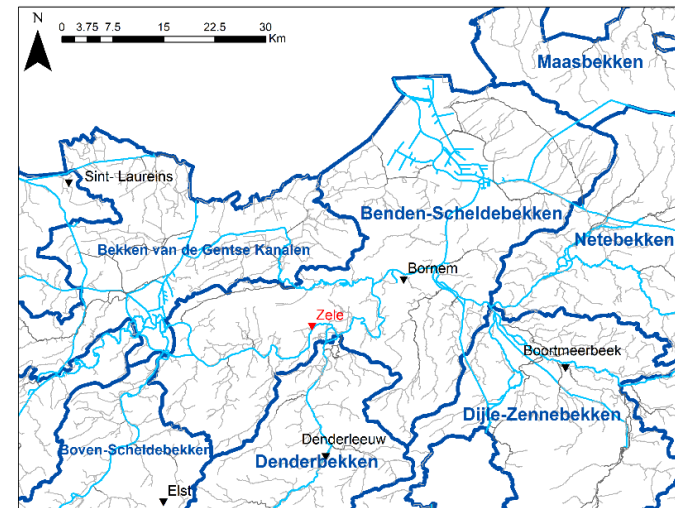 N
0 3.75 7.5 15 22.5 30
Km
Maasbekken
Sint- Laureins
Benden-Scheldebekken
Netebekken
Bekken van de Gentse Kanalen
Bornem
Zele
Boortmeerbeek
Dijle-Zennebekken
Denderleeuw
Boven-Scheldebekken
Denderbekken
Elst